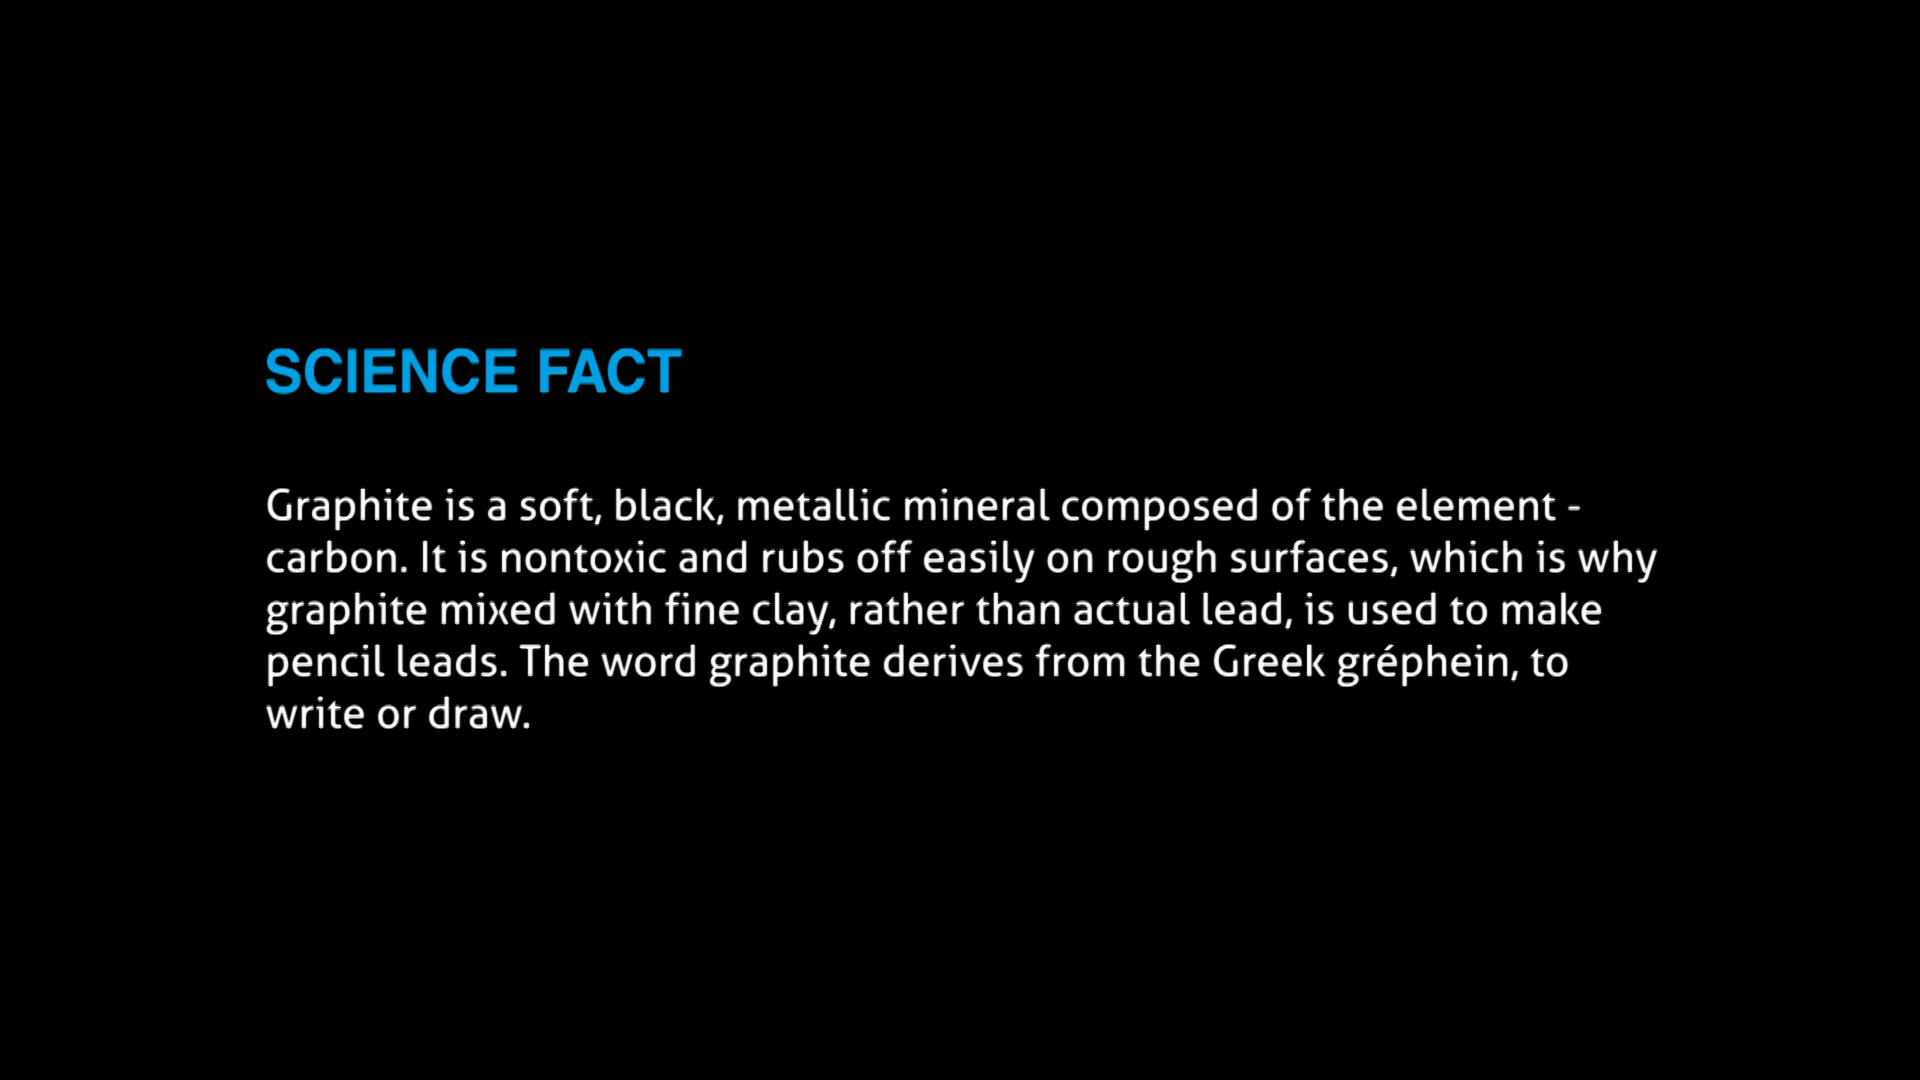 SCIENCE FACT
Graphite is a soft, black, metallic mineral composed of the element -
carbon. It is nontoxic and rubs off easily on rough surfaces, which is why
graphite mixed with fine clay, rather than actual lead, is used to make
pencil leads. The word graphite derives from the Greek gréphein, to
write or draw.